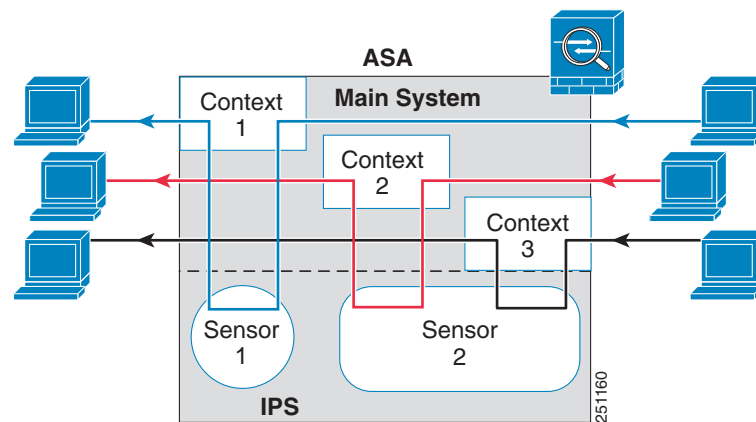 ASA
Main System
Context
1
Context
2
Context
3
Sensor
1
Sensor
2
IPS
251160